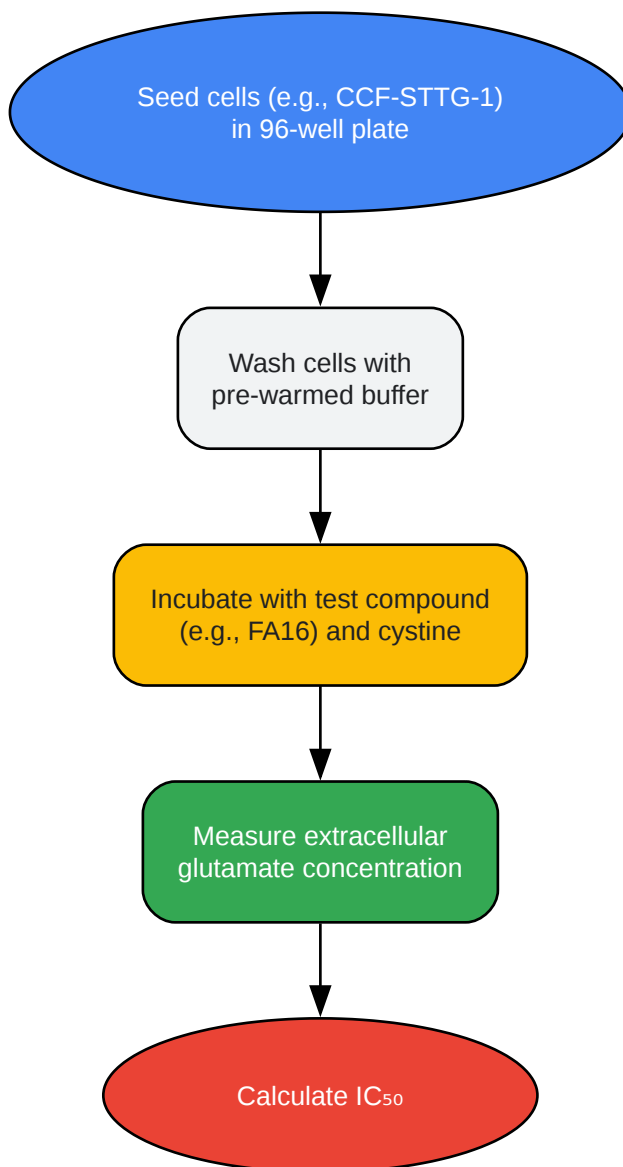 Seed cells (e.g., CCF-STTG-1)
in 96-well plate
Wash cells with
pre-warmed buffer
Incubate with test compound
(e.g., FA16) and cystine
Measure extracellular
glutamate concentration
Calculate IC₅₀